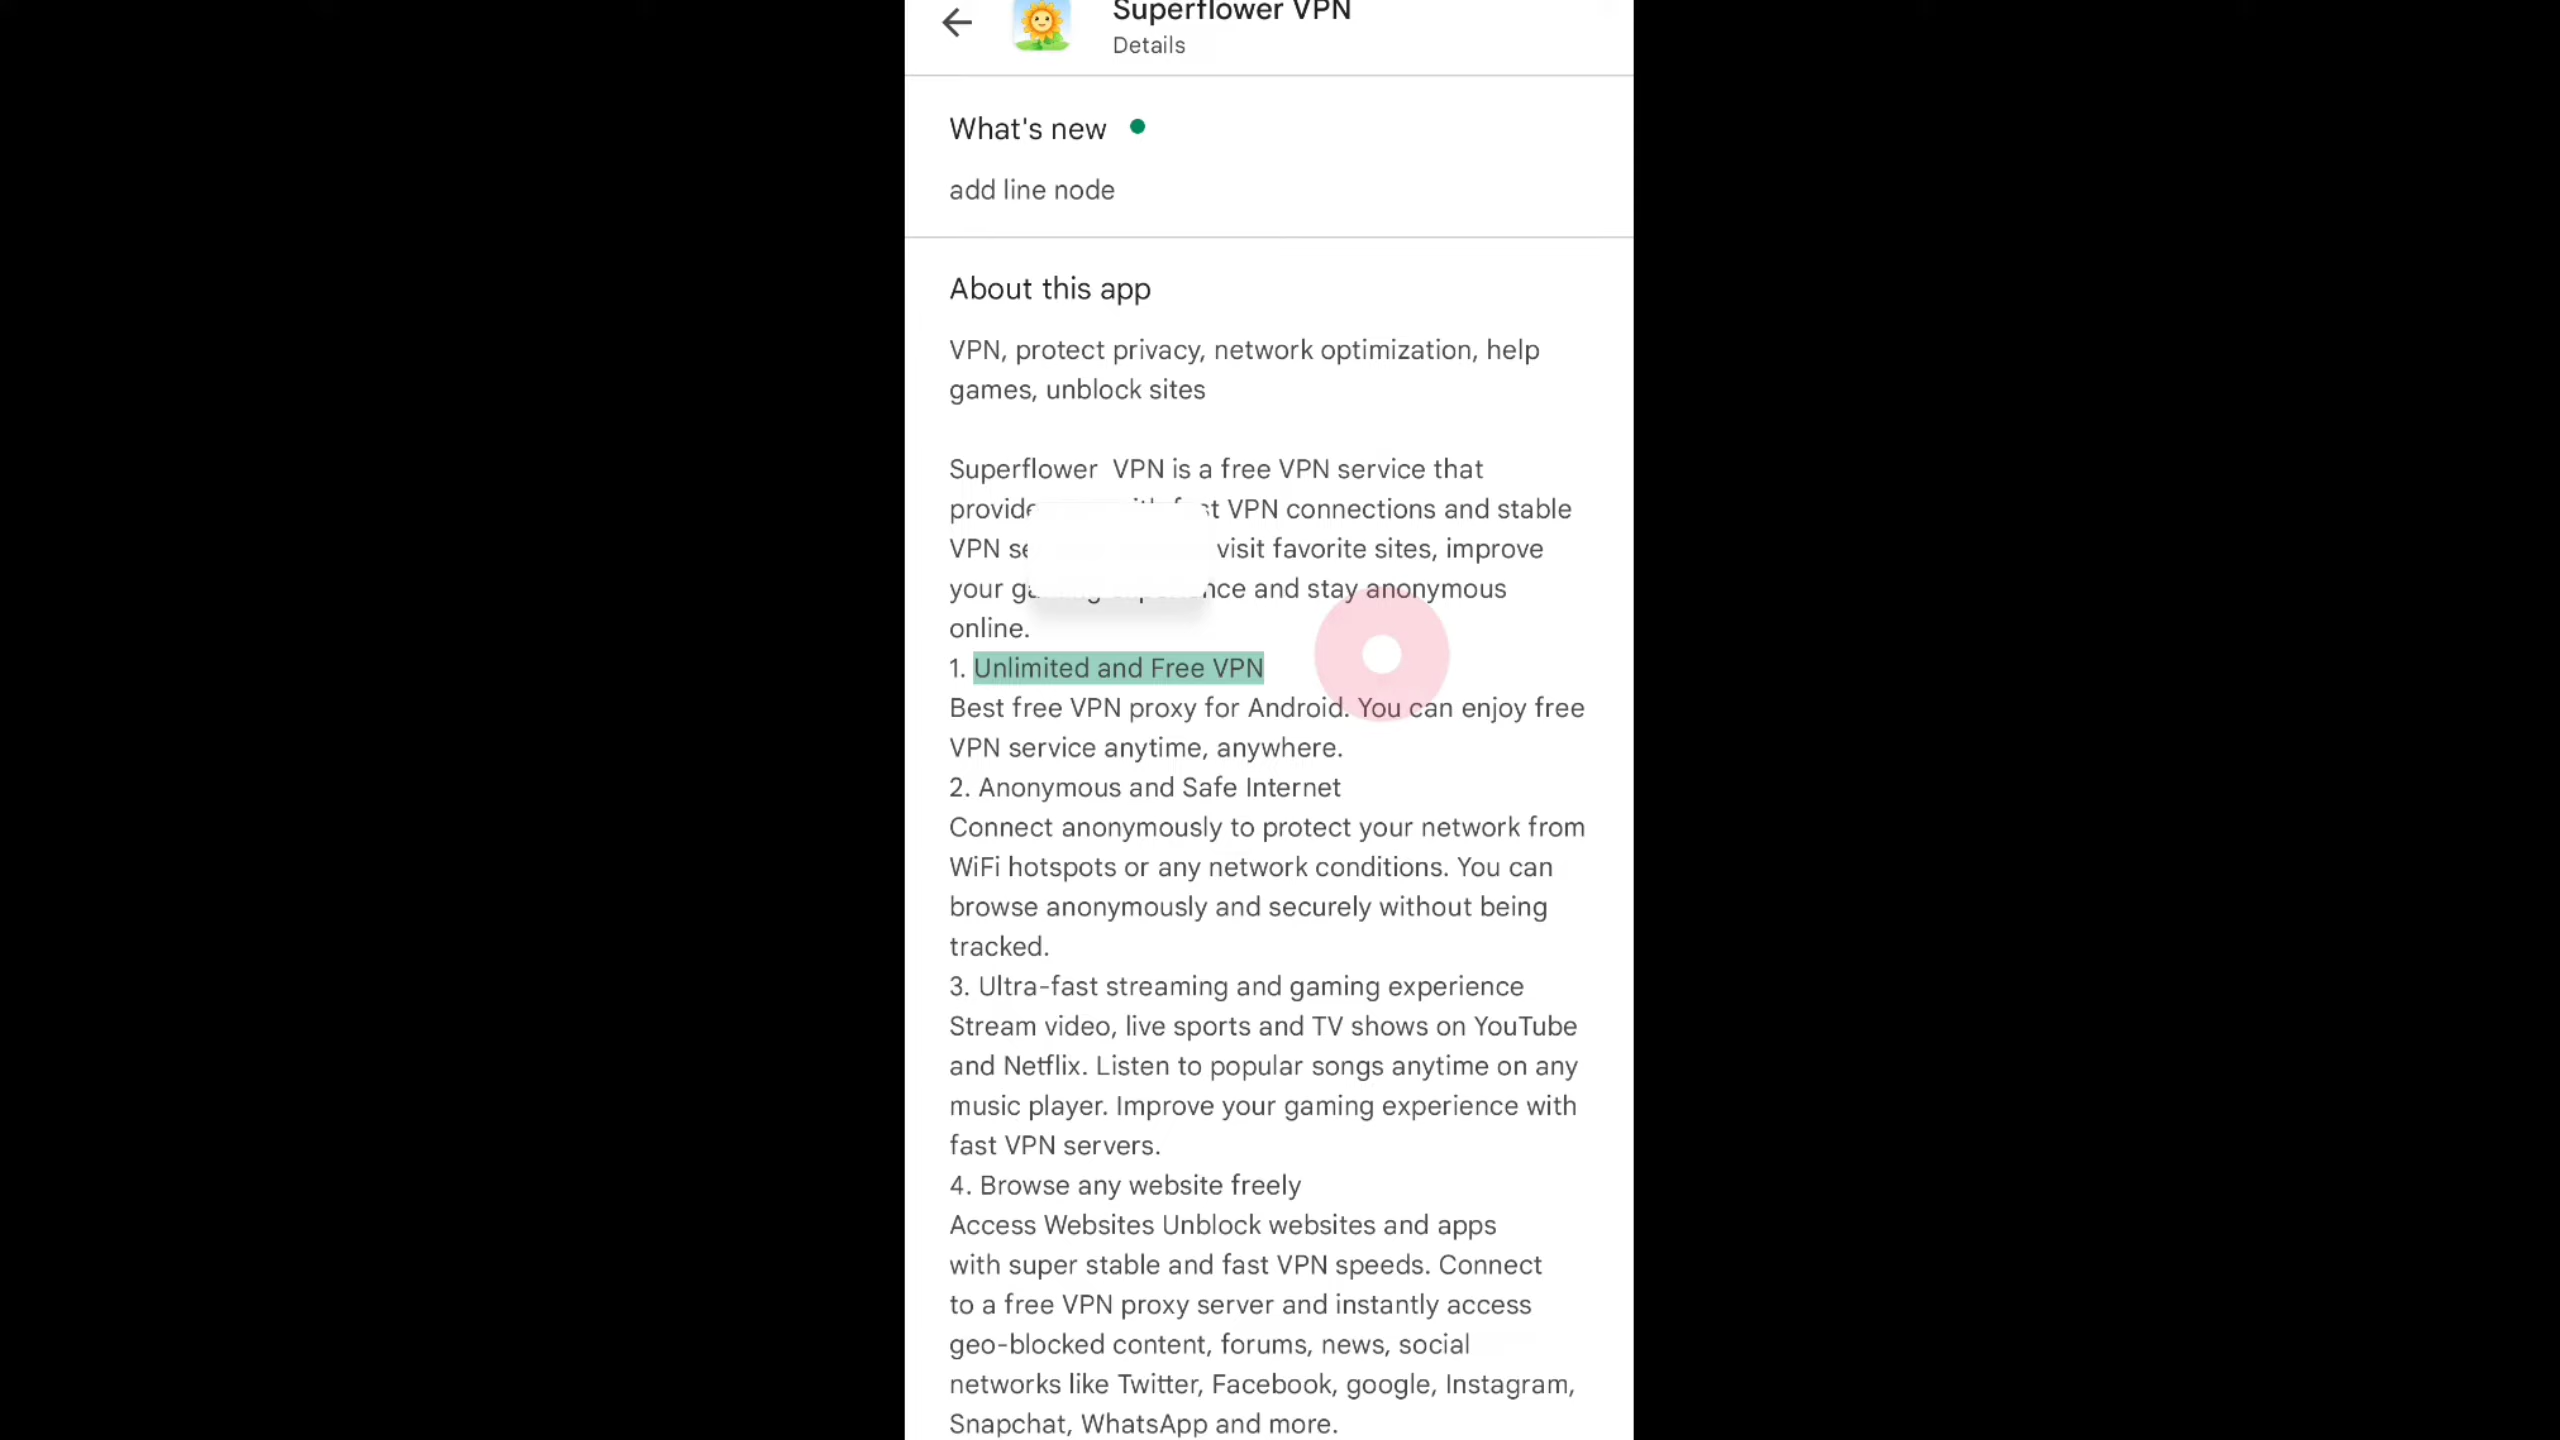 Superflower VPN
Details
What's new
add line node
About this app
VPN, protect privacy, network optimization, help
games, unblock sites
Superflower VPN is a free VPN service that
VPN connections and stable
VPN visit favorite sites, improve
your and stay anonymous
online.
1. Unlimited and Free VPN
Best free VPN proxy for Android. You can enjoy free
VPN service anytime, anywhere.
2. Anonymous and Safe Internet
Connect anonymously to protect your network from
WiFi hotspots or any network conditions. You can
browse anonymously and securely without being
tracked.
3. Ultra-fast streaming and gaming experience
Stream video, live sports and TV shows on YouTube
and Netflix. Listen to popular songs anytime on any
music player. Improve your gaming experience with
fast VPN servers.
4. Browse any website freely
Access Websites Unblock websites and apps
with super stable and fast VPN speeds. Connect
to a free VPN proxy server and instantly access
geo-blocked content, forums, news, social
networks like Twitter, Facebook, google, Instagram,
Snapchat, WhatsApp and more.